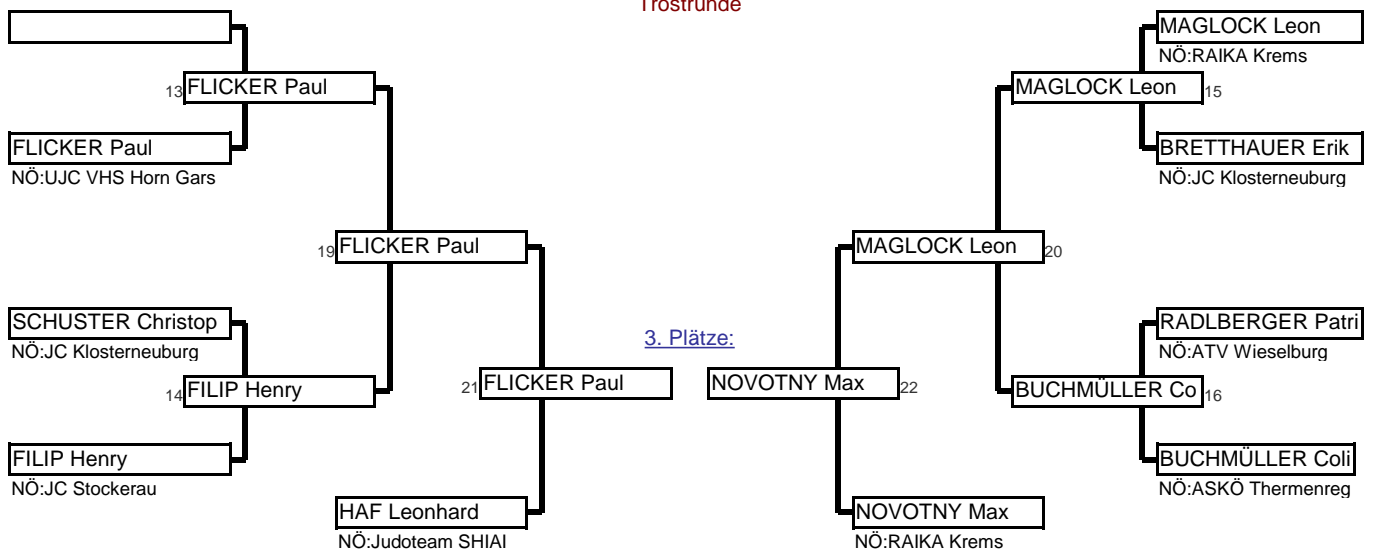 Trostrunde
MAGLOCK Leon
NÖ:RAIKA Krems
13 FLICKER Paul
MAGLOCK Leon 15
FLICKER Paul
NÖ:UJC VHS Horn Gars
BRETTHAUER Erik
NÖ:JC Klosterneuburg
19 FLICKER Paul
MAGLOCK Leon 20
SCHUSTER Christop
NÖ:JC Klosterneuburg
RADLBERGER Patri
NÖ:ATV Wieselburg
3. Plätze:
14 FILIP Henry
21 FLICKER Paul
NOVOTNY Max 22
BUCHMÜLLER Co 16
FILIP Henry
NÖ:JC Stockerau
BUCHMÜLLER Coli
NÖ:ASKÖ Thermenreg
HAF Leonhard
NÖ:Judoteam SHIAI
NOVOTNY Max
NÖ:RAIKA Krems